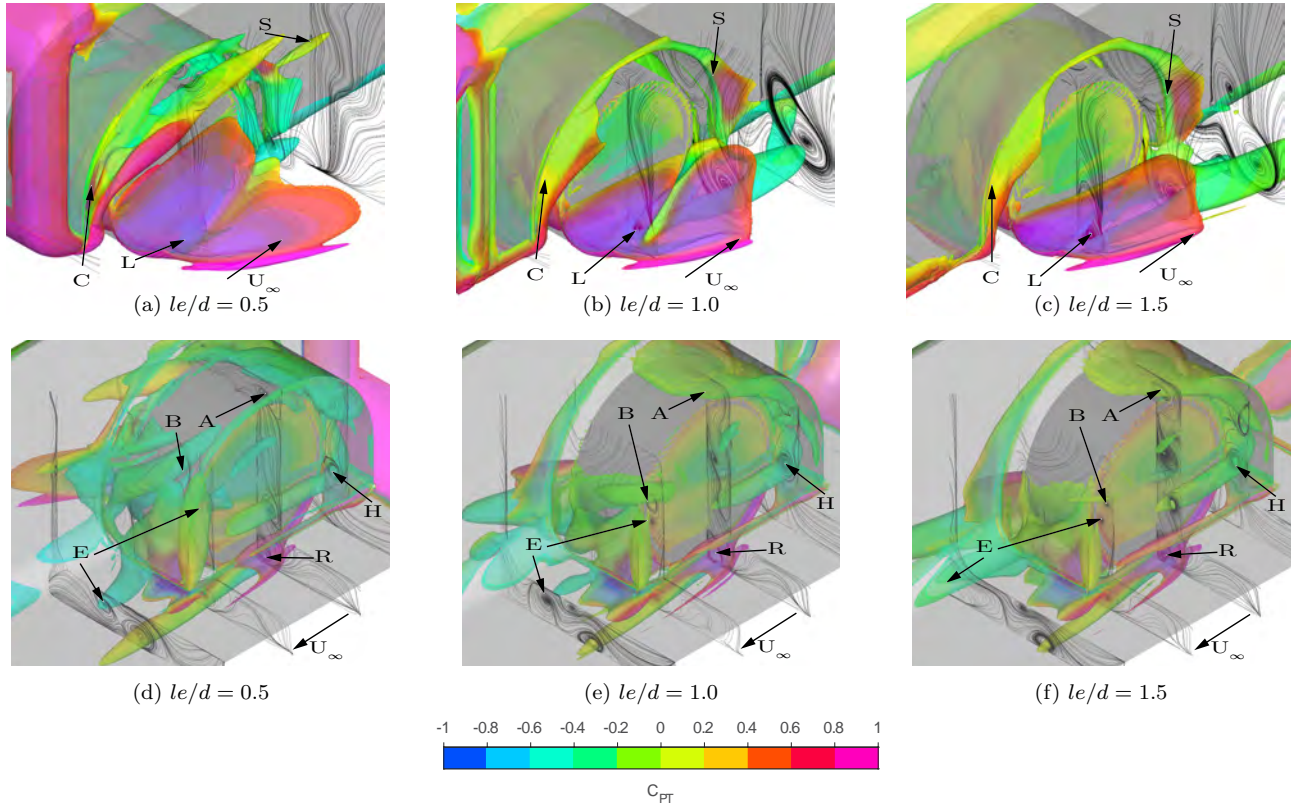 S
C
L
U∞
(a) le/d = 0.5
S
C
L
U∞
(b) le/d = 1.0
S
C
L
U∞
(c) le/d = 1.5
B
A
H
E
R
U∞
(d) le/d = 0.5
B
A
H
E
R
U∞
(e) le/d = 1.0
B
A
H
E
R
U∞
(f) le/d = 1.5
-1 -0.8 -0.6 -0.4 -0.2 0 0.2 0.4 0.6 0.8 1
C_PT